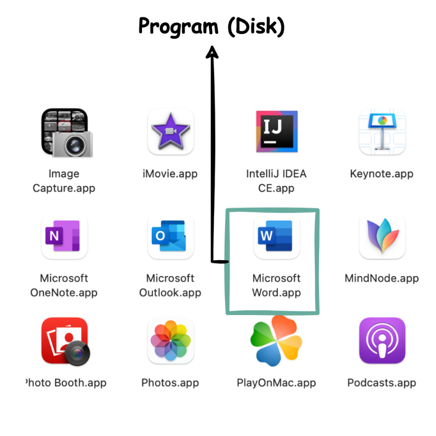 Program (Disk)
Image
Capture.app
iMovie.app
IJ
IntelliJ IDEA
CE.app
Keynote.app
N
Microsoft
OneNote.app
O
Microsoft
Outlook.app
W
Microsoft
Word.app
MindNode.app
Photo Booth.app
Photos.app
PlayOnMac.app
Podcasts.app